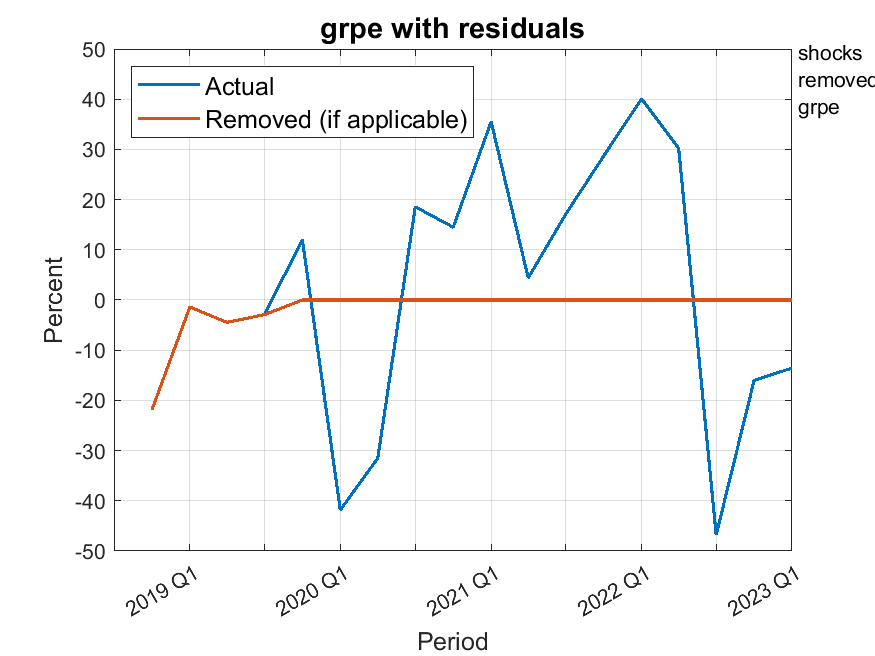 grpe with residuals
shocks
removed
grpe
Actual
Removed (if applicable)
50
40
30
20
10
0
-10
-20
-30
-40
-50
Percent
2019 Q1
2020 Q1
2021 Q1
2022 Q1
2023 Q1
Period